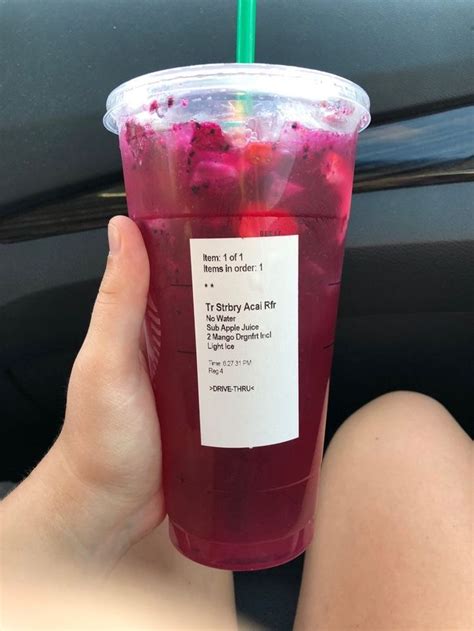 Item: 1 of 1
Items in order: 1
**
Tr Strbry Acai Rfr
No Water
Sub Apple Juice
2 Mango Drgnfrt Incl
Light Ice
Time: 6:27:31 PM
Reg 4
>DRIVE-THRU<